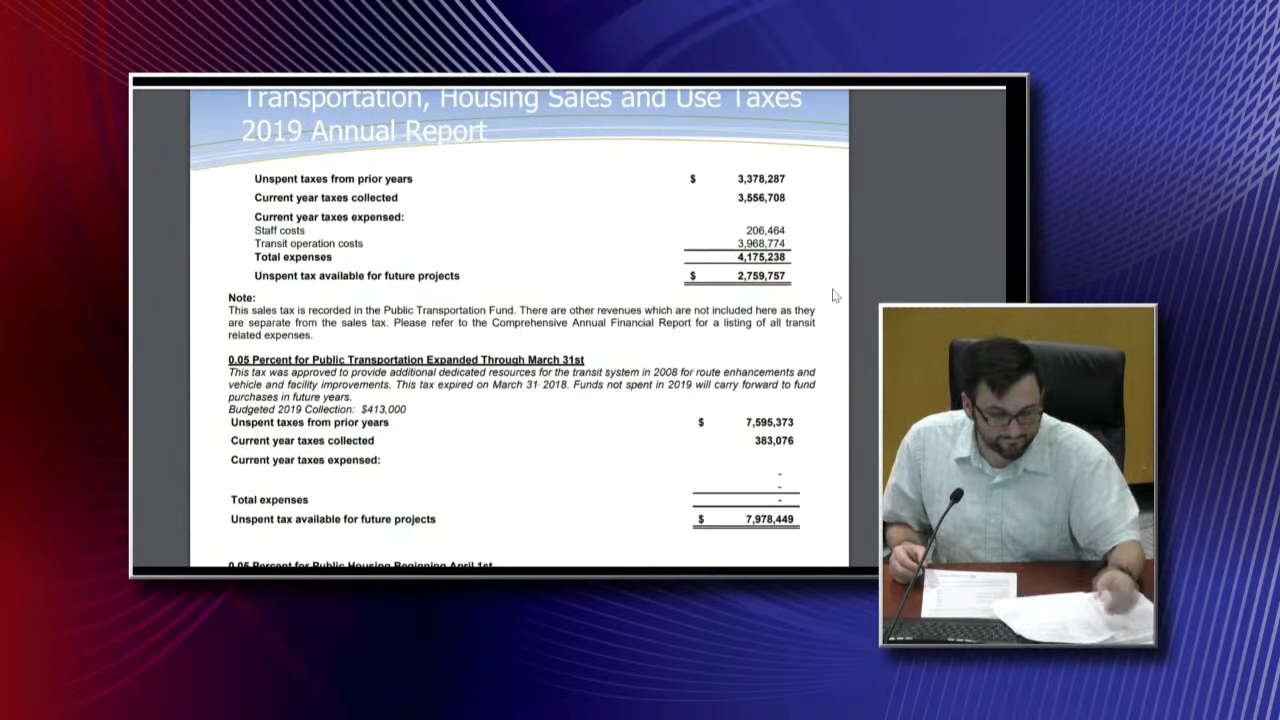 Transportation, Housing Sales and Use Taxes
2019 Annual Report
Unspent taxes from prior years $ 3,378,287
Current year taxes collected 3,556,708
Current year taxes expensed:
Staff costs 206,464
Transit operation costs 3,968,774
Total expenses 4,175,238
Unspent tax available for future projects $ 2,759,757
Note:
This sales tax is recorded in the Public Transportation Fund. There are other revenues which are not included here as they
are separate from the sales tax. Please refer to the Comprehensive Annual Financial Report for a listing of all transit
related expenses.
0.05 Percent for Public Transportation Expanded Through March 31st
This tax was approved to provide additional dedicated resources for the transit system in 2008 for route enhancements and
vehicle and facility improvements. This tax expired on March 31, 2018. Funds not spent in 2019 will carry forward to fund
purchases in future years.
Budgeted 2019 Collection: $413,000
Unspent taxes from prior years $ 7,595,373
Current year taxes collected 383,076
Current year taxes expensed:
-
-
Total expenses -
Unspent tax available for future projects $ 7,978,449
0.05 Percent for Public Housing Beginning April 1st